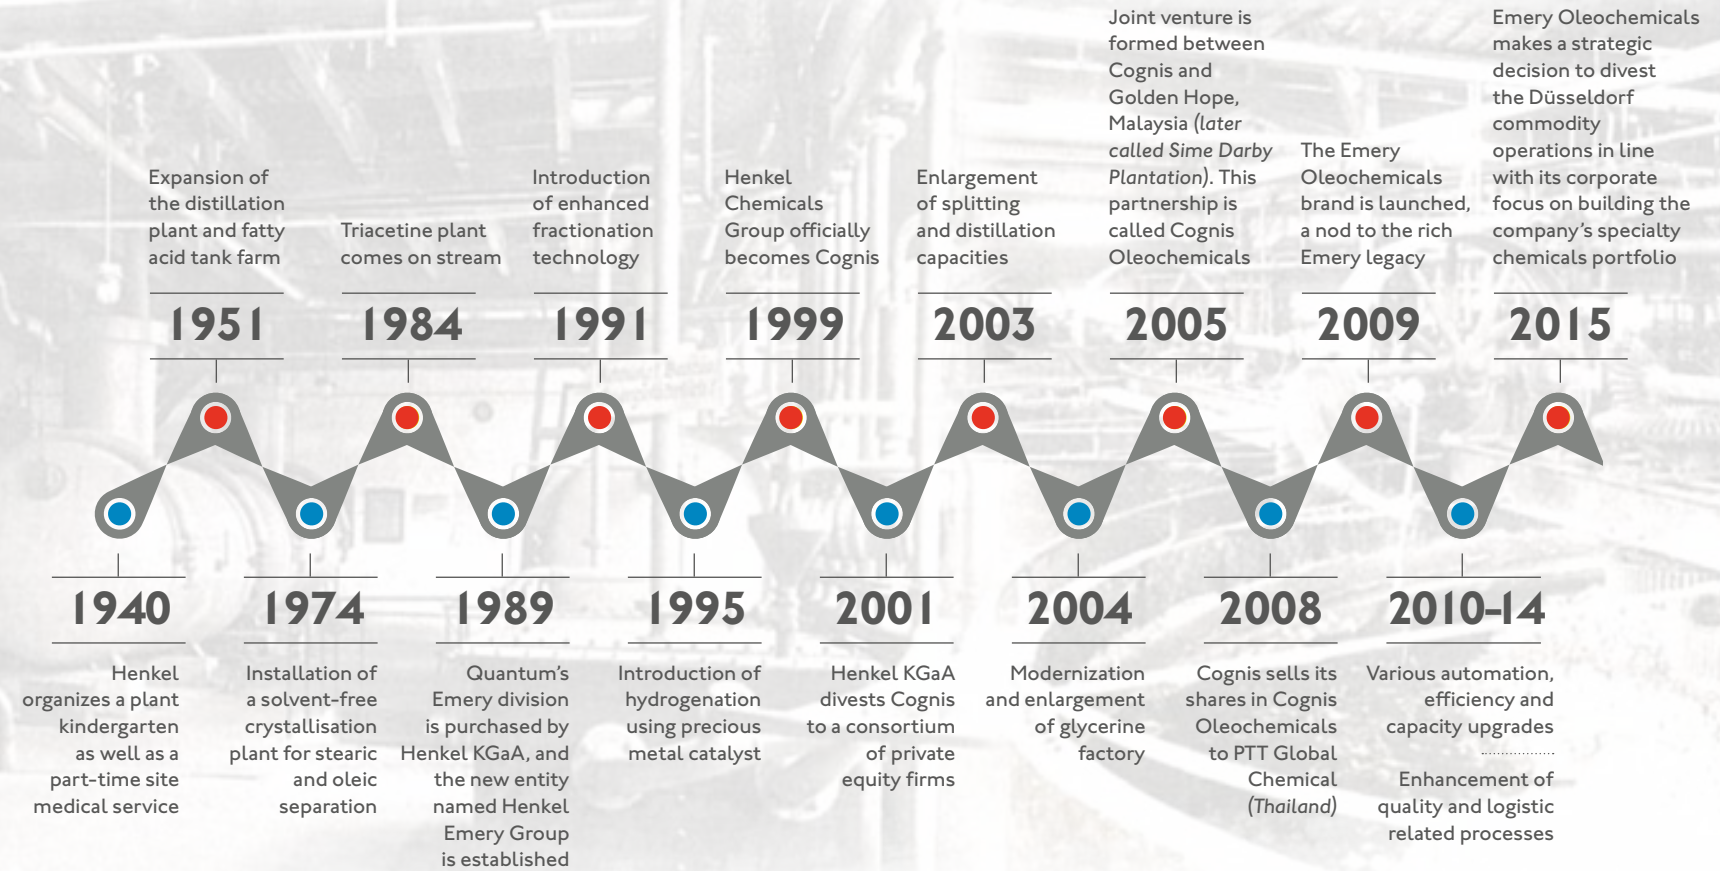 Expansion of
the distillation
plant and fatty
acid tank farm
1951
Triacetine plant
comes on stream
1984
Introduction
of enhanced
fractionation
technology
1991
Henkel
Chemicals
Group officially
becomes Cognis
1999
Enlargement
of splitting
and distillation
capacities
2003
Joint venture is
formed between
Cognis and
Golden Hope,
Malaysia (later
called Sime Darby
Plantation). This
partnership is
called Cognis
Oleochemicals
2005
The Emery
Oleochemicals
brand is launched,
a nod to the rich
Emery legacy
2009
Emery Oleochemicals
makes a strategic
decision to divest
the Düsseldorf
commodity
operations in line
with its corporate
focus on building the
company's specialty
chemicals portfolio
2015
1940
Henkel
organizes a plant
kindergarten
as well as a
part-time site
medical service
1974
Installation of
a solvent-free
crystallisation
plant for stearic
and oleic
separation
1989
Quantum's
Emery division
is purchased by
Henkel KGaA, and
the new entity
named Henkel
Emery Group
is established
1995
Introduction of
hydrogenation
using precious
metal catalyst
2001
Henkel KGaA
divests Cognis
to a consortium
of private
equity firms
2004
Modernization
and enlargement
of glycerine
factory
2008
Cognis sells its
shares in Cognis
Oleochemicals
to PTT Global
Chemical
(Thailand)
2010-14
Various automation,
efficiency and
capacity upgrades
Enhancement of
quality and logistic
related processes